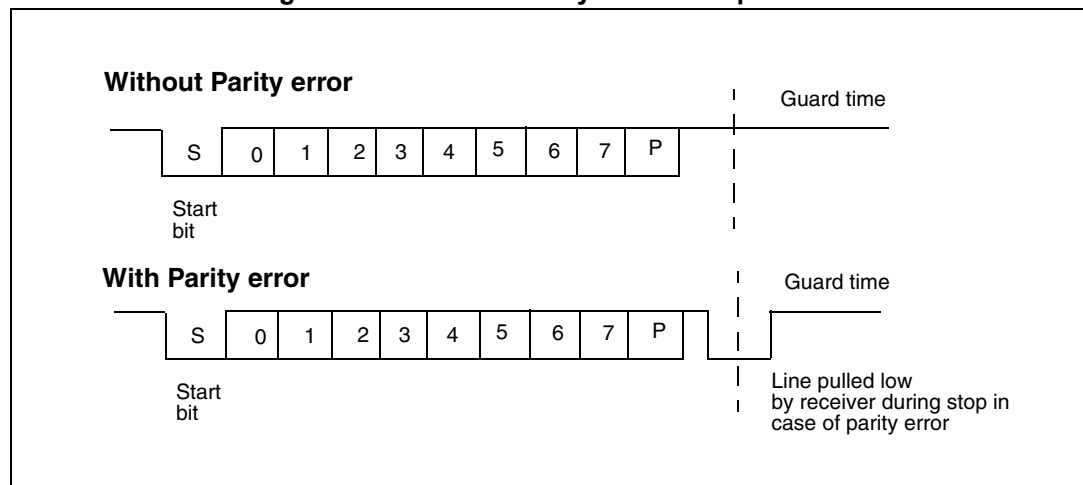 Without Parity error
Guard time
S 0 1 2 3 4 5 6 7 P
Start
bit
With Parity error
Guard time
S 0 1 2 3 4 5 6 7 P
Start
bit
Line pulled low
by receiver during stop in
case of parity error